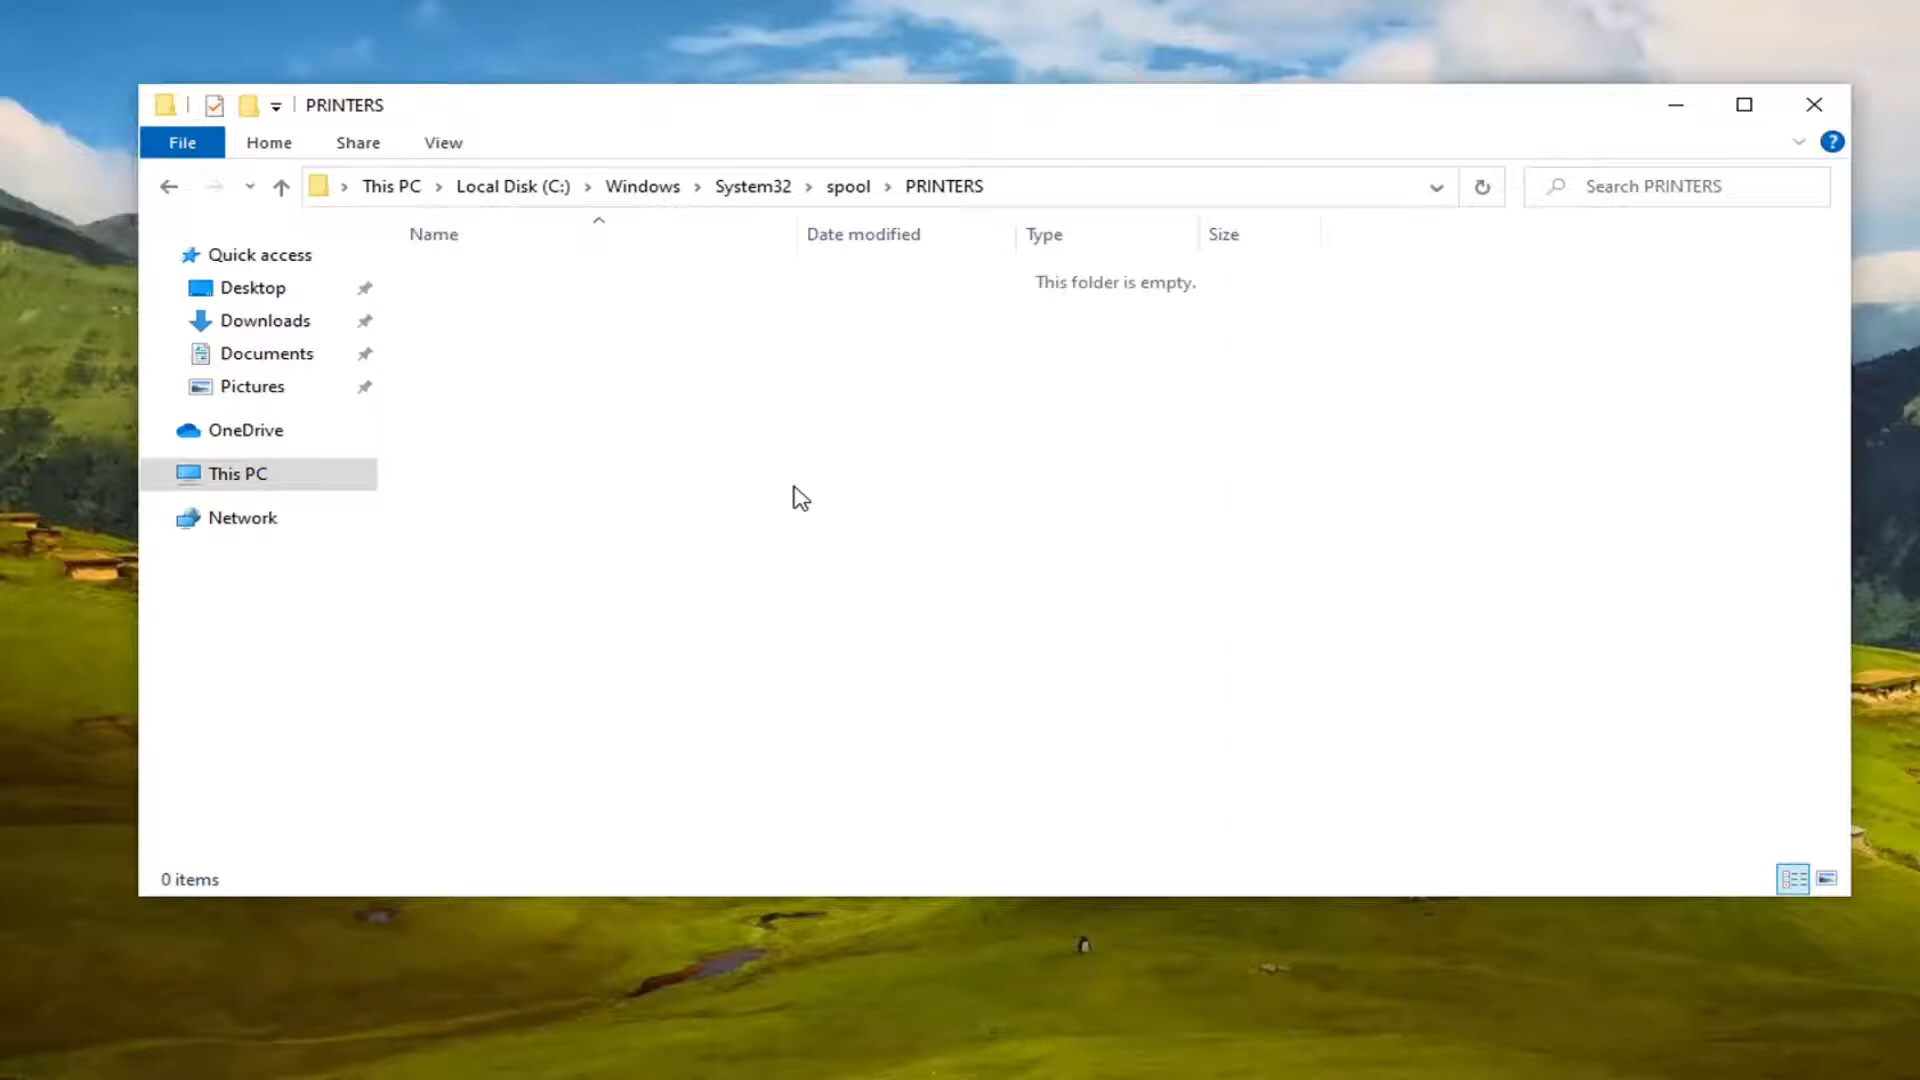 PRINTERS
File Home Share View
This PC Local Disk (C:) Windows System32 spool PRINTERS
Search PRINTERS
Name Date modified Type Size
This folder is empty.
Quick access
Desktop
Downloads
Documents
Pictures
OneDrive
This PC
Network
0 items